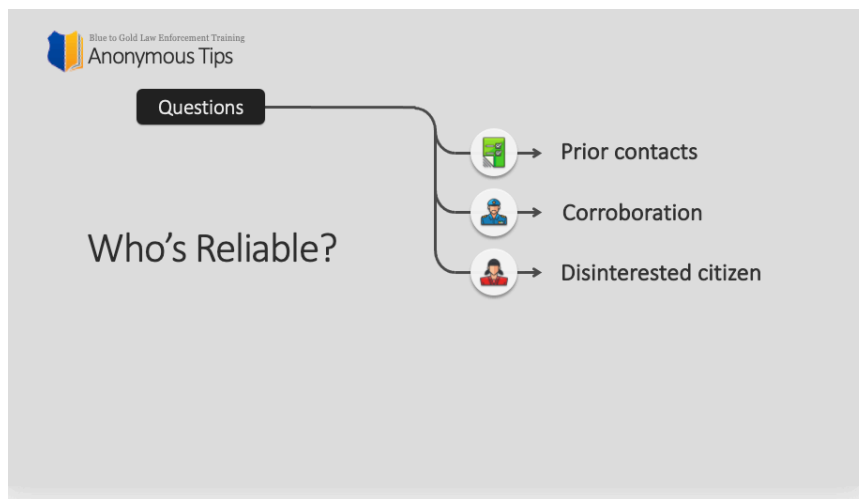 Blue to Gold Law Enforcement Training
Anonymous Tips
Questions
Who's Reliable?
Prior contacts
Corroboration
Disinterested citizen